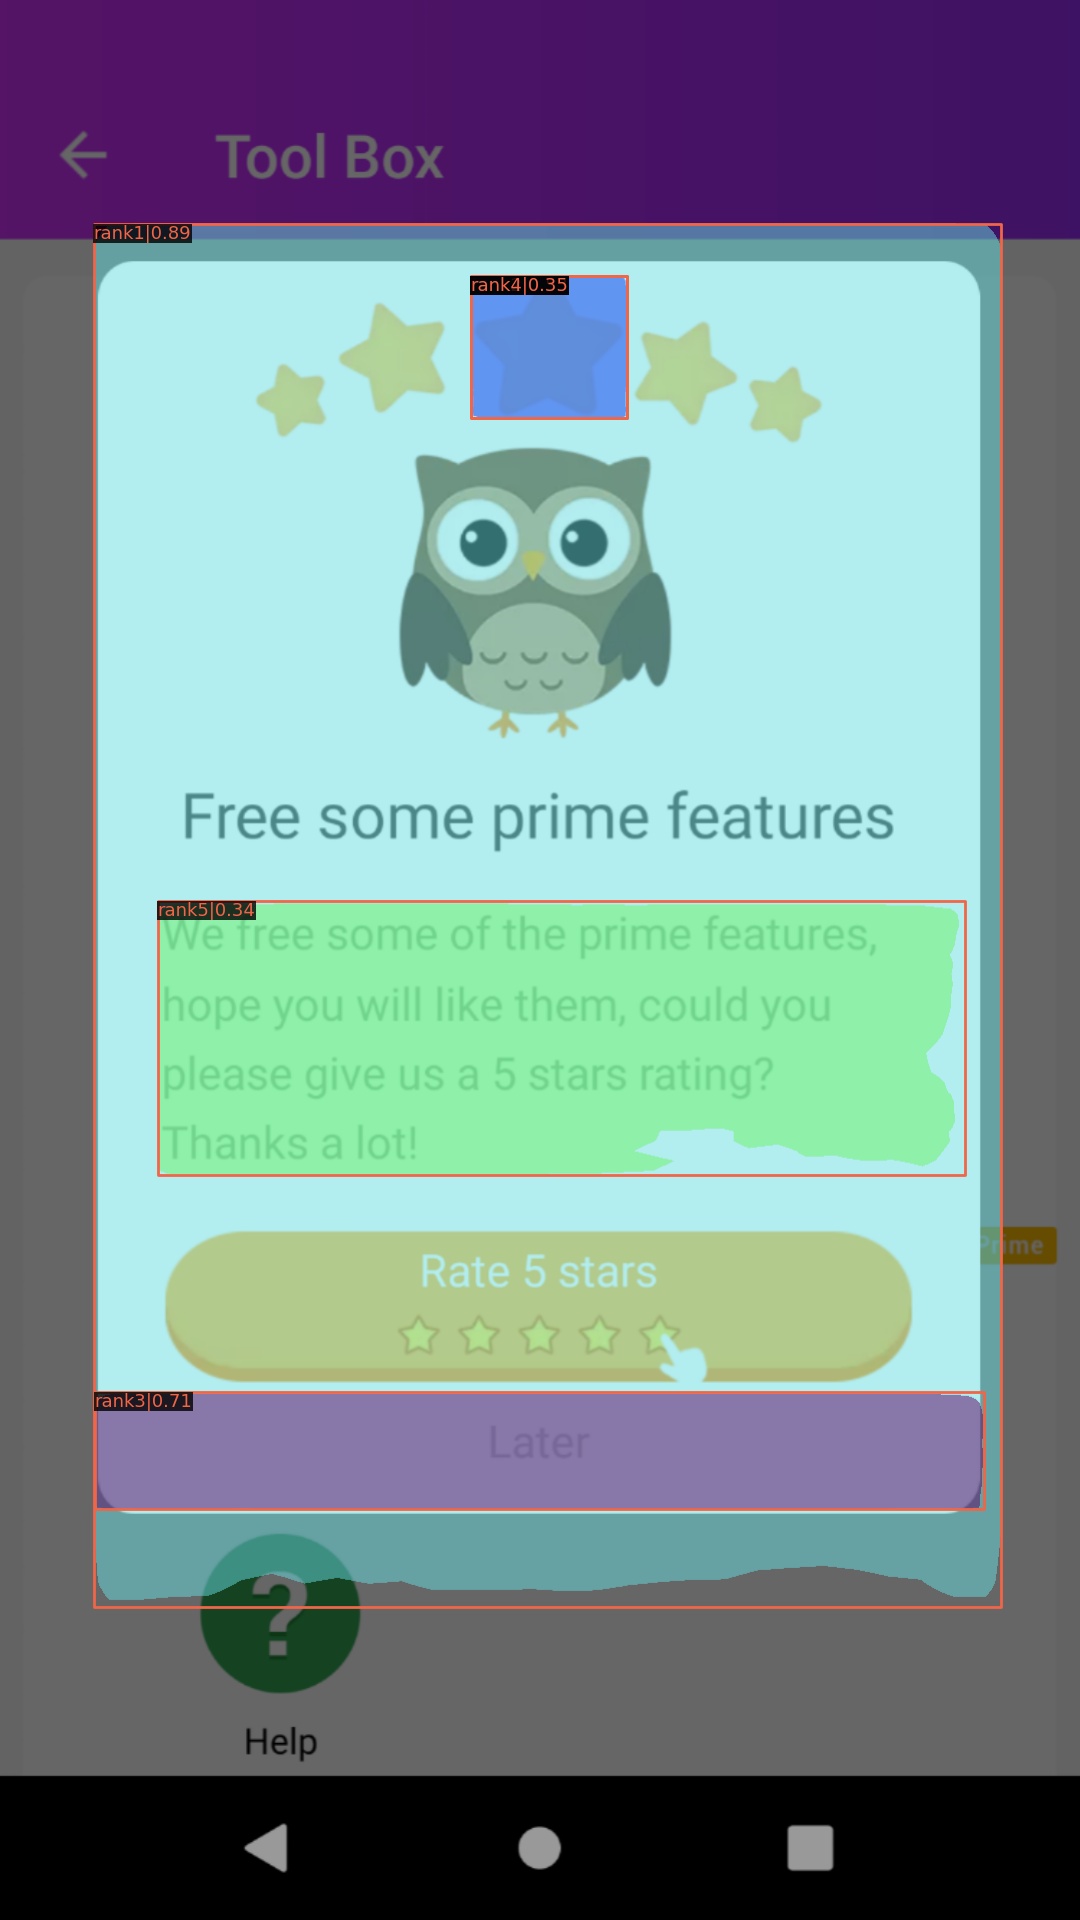 Tool Box
rank1|0.89
rank4|0.35
Free some prime features
rank5|0.34
We free some of the prime features,
hope you will like them, could you
please give us a 5 stars rating?
Thanks a lot!
Prime
Rate 5 stars
rank3|0.71
Later
?
Help